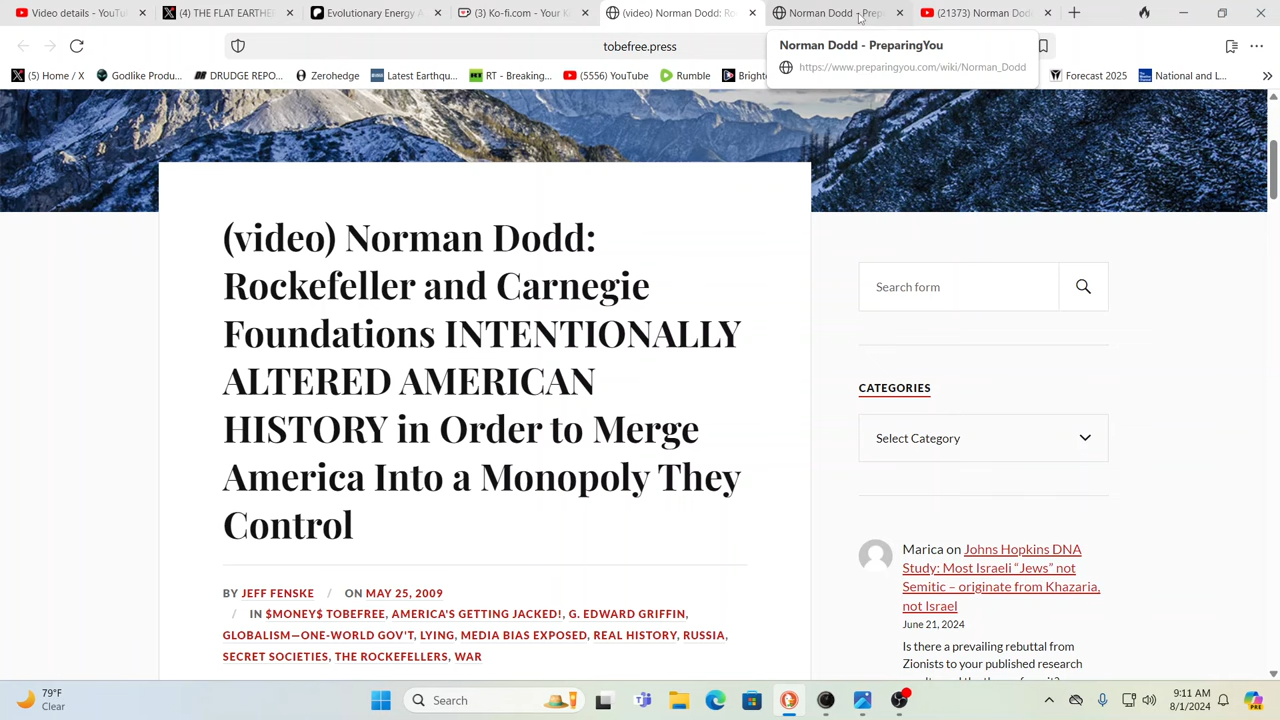 Video details - YouTu
(4) THE FLAT EARTHE
Evolutionary Energy A
(3) Ko-fi.com - Your K
(video) Norman Dodd: Ro
Norman Dodd - Prep
(21373) Norman Dod
tobefree.press
Norman Dodd - PreparingYou
https://www.preparingyou.com/wiki/Norman_Dodd
(5) Home / X
Godlike Produ...
DRUDGE REPO...
Zerohedge
Latest Earthqu...
RT - Breaking...
(5556) YouTube
Rumble
Bright
Forecast 2025
National and L...
(video) Norman Dodd:
Rockefeller and Carnegie
Foundations INTENTIONALLY
ALTERED AMERICAN
HISTORY in Order to Merge
America Into a Monopoly They
Control
BY JEFF FENSKE / ON MAY 25, 2009
/ IN $MONEY$ TOBEFREE, AMERICA'S GETTING JACKED!, G. EDWARD GRIFFIN,
GLOBALISM—ONE-WORLD GOV'T, LYING, MEDIA BIAS EXPOSED, REAL HISTORY, RUSSIA,
SECRET SOCIETIES, THE ROCKEFELLERS, WAR
Search form
CATEGORIES
Select Category
Marica on Johns Hopkins DNA
Study: Most Israeli “Jews” not
Semitic – originate from Khazaria,
not Israel
June 21, 2024
Is there a prevailing rebuttal from
Zionists to your published research
79°F
Clear
Search
9:11 AM
8/1/2024